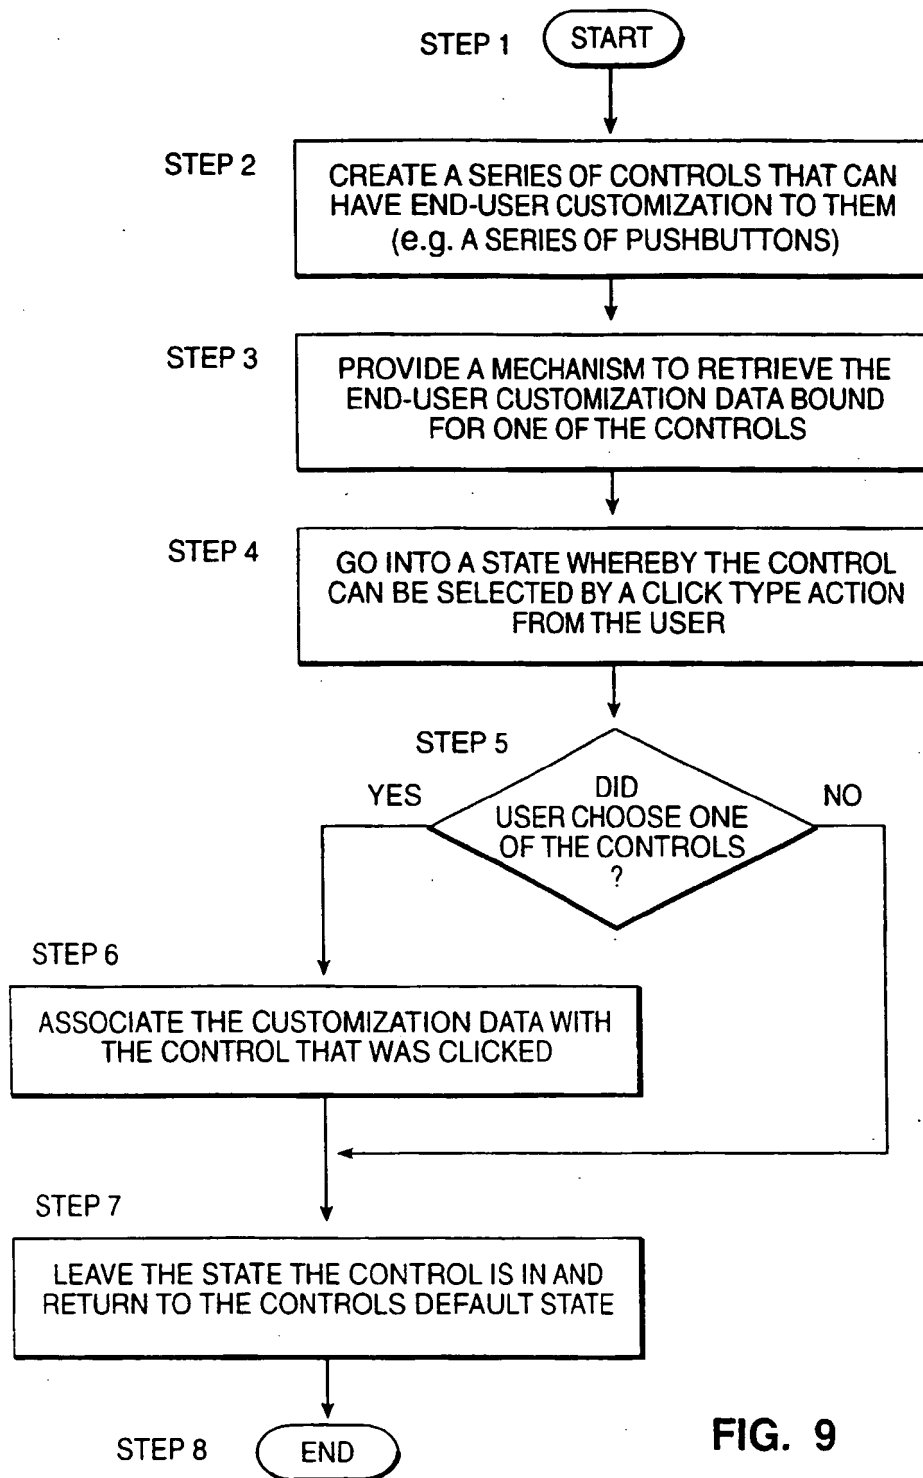 STEP 1
START
STEP 2
CREATE A SERIES OF CONTROLS THAT CAN
HAVE END-USER CUSTOMIZATION TO THEM
(e.g. A SERIES OF PUSHBUTTONS)
STEP 3
PROVIDE A MECHANISM TO RETRIEVE THE
END-USER CUSTOMIZATION DATA BOUND
FOR ONE OF THE CONTROLS
STEP 4
GO INTO A STATE WHEREBY THE CONTROL
CAN BE SELECTED BY A CLICK TYPE ACTION
FROM THE USER
STEP 5
YES
DID
USER CHOOSE ONE
OF THE CONTROLS
?
NO
STEP 6
ASSOCIATE THE CUSTOMIZATION DATA WITH
THE CONTROL THAT WAS CLICKED
STEP 7
LEAVE THE STATE THE CONTROL IS IN AND
RETURN TO THE CONTROLS DEFAULT STATE
STEP 8
END
FIG. 9